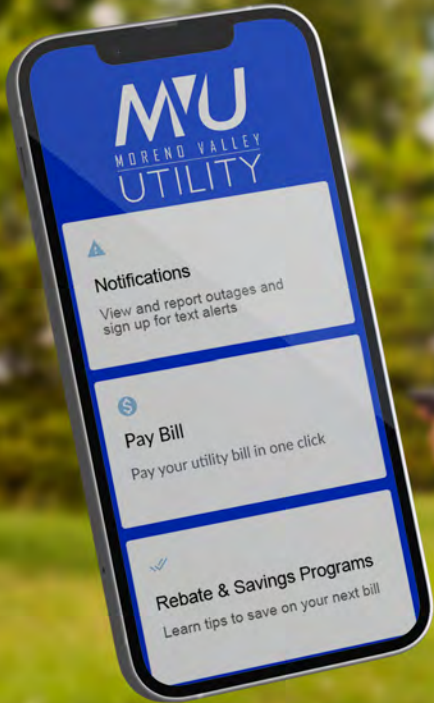 MVU
MORENO VALLEY
UTILITY
Notifications
View and report outages and
sign up for text alerts
Pay Bill
Pay your utility bill in one click
Rebate & Savings Programs
Learn tips to save on your next bill